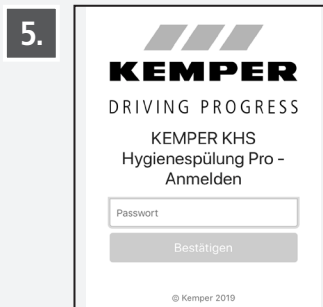 5.
KEMPER
DRIVING PROGRESS
KEMPER KHS
Hygienespülung Pro -
Anmelden
Passwort
Bestätigen
© Kemper 2019